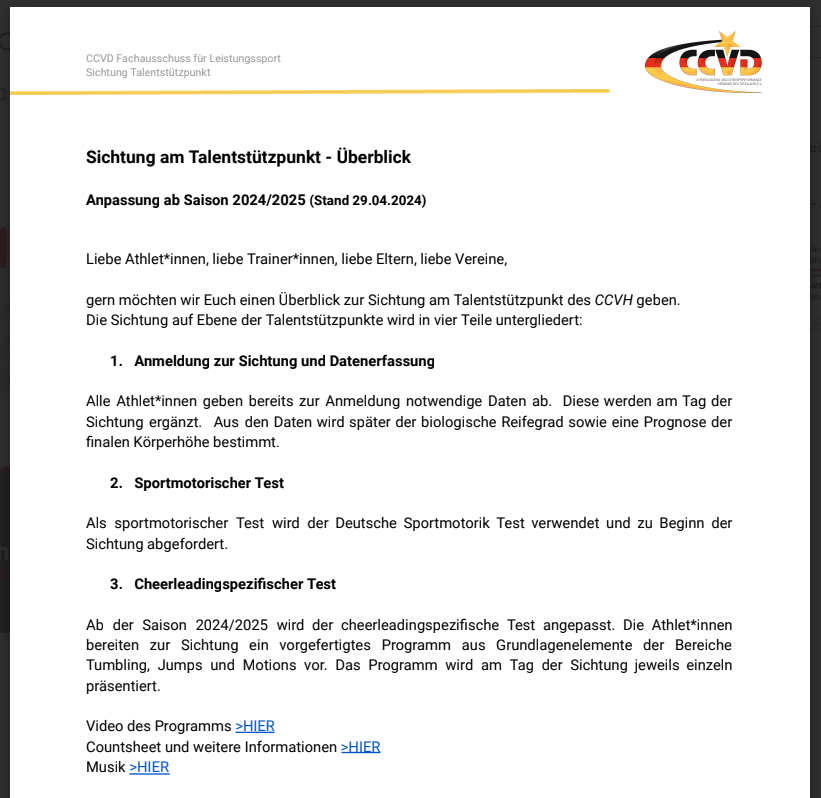 CCVD Fachausschuss für Leistungssport
Sichtung Talentstützpunkt
CCVD
CHEERLEADING UND CHEERPERFORMANCE
VERBAND DEUTSCHLAND E.V.
Sichtung am Talentstützpunkt - Überblick
Anpassung ab Saison 2024/2025 (Stand 29.04.2024)
Liebe Athlet*innen, liebe Trainer*innen, liebe Eltern, liebe Vereine,
gern möchten wir Euch einen Überblick zur Sichtung am Talentstützpunkt des CCVH geben.
Die Sichtung auf Ebene der Talentstützpunkte wird in vier Teile untergliedert:
1. Anmeldung zur Sichtung und Datenerfassung
Alle Athlet*innen geben bereits zur Anmeldung notwendige Daten ab. Diese werden am Tag der
Sichtung ergänzt. Aus den Daten wird später der biologische Reifegrad sowie eine Prognose der
finalen Körperhöhe bestimmt.
2. Sportmotorischer Test
Als sportmotorischer Test wird der Deutsche Sportmotorik Test verwendet und zu Beginn der
Sichtung abgefordert.
3. Cheerleadingspezifischer Test
Ab der Saison 2024/2025 wird der cheerleadingspezifische Test angepasst. Die Athlet*innen
bereiten zur Sichtung ein vorgefertigtes Programm aus Grundlagenelemente der Bereiche
Tumbling, Jumps und Motions vor. Das Programm wird am Tag der Sichtung jeweils einzeln
präsentiert.
Video des Programms >HIER
Countsheet und weitere Informationen >HIER
Musik >HIER